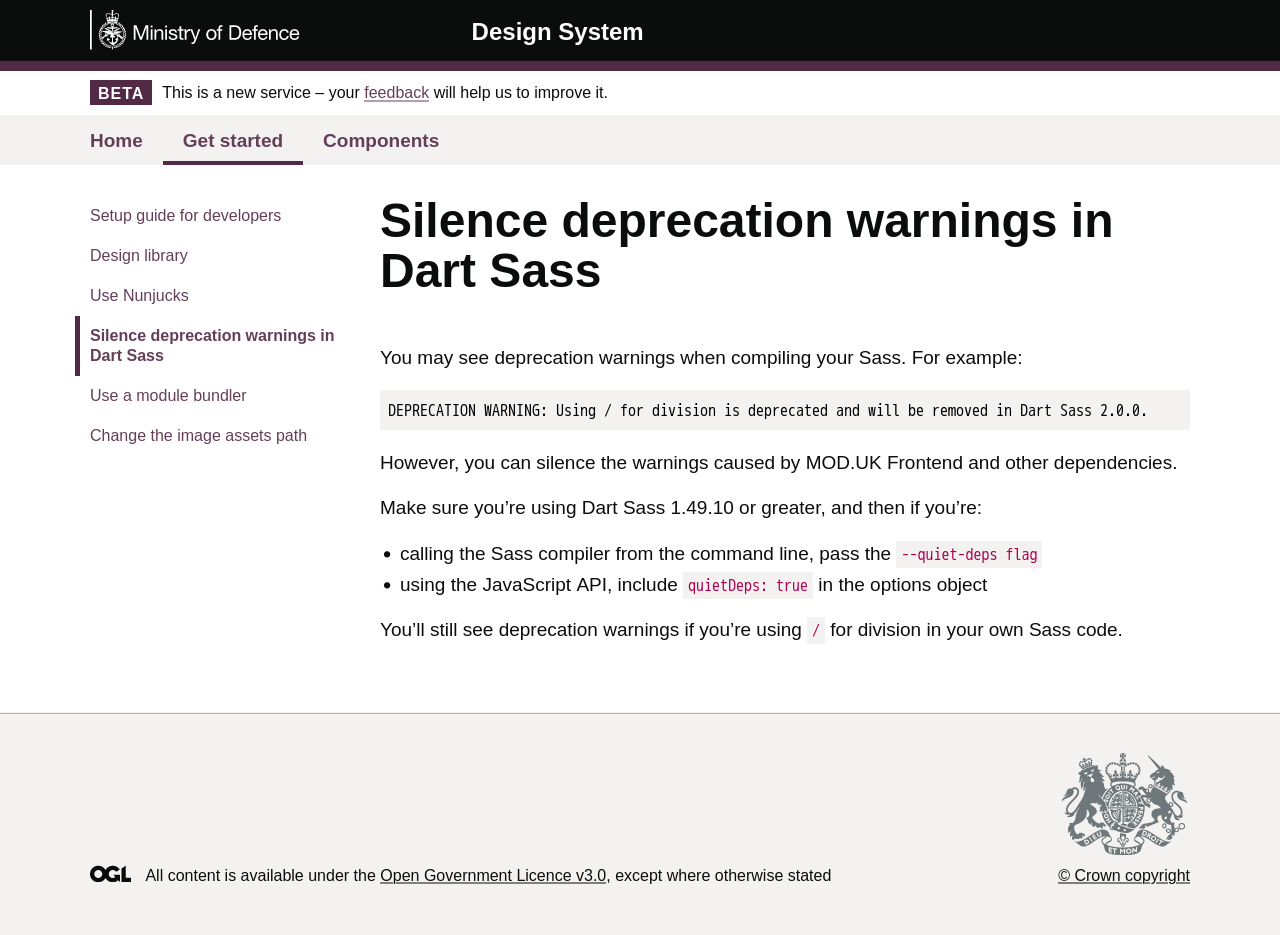 Ministry of Defence
Design System
BETA This is a new service – your feedback will help us to improve it.
Home Get started Components
Setup guide for developers
Design library
Use Nunjucks
Silence deprecation warnings in
Dart Sass
Use a module bundler
Change the image assets path
Silence deprecation warnings in
Dart Sass
You may see deprecation warnings when compiling your Sass. For example:
DEPRECATION WARNING: Using / for division is deprecated and will be removed in Dart Sass 2.0.0.
However, you can silence the warnings caused by MOD.UK Frontend and other dependencies.
Make sure you’re using Dart Sass 1.49.10 or greater, and then if you’re:
• calling the Sass compiler from the command line, pass the --quiet-deps flag
• using the JavaScript API, include quietDeps: true in the options object
You’ll still see deprecation warnings if you’re using / for division in your own Sass code.
DIEU ET MON DROIT
OGL All content is available under the Open Government Licence v3.0, except where otherwise stated
© Crown copyright